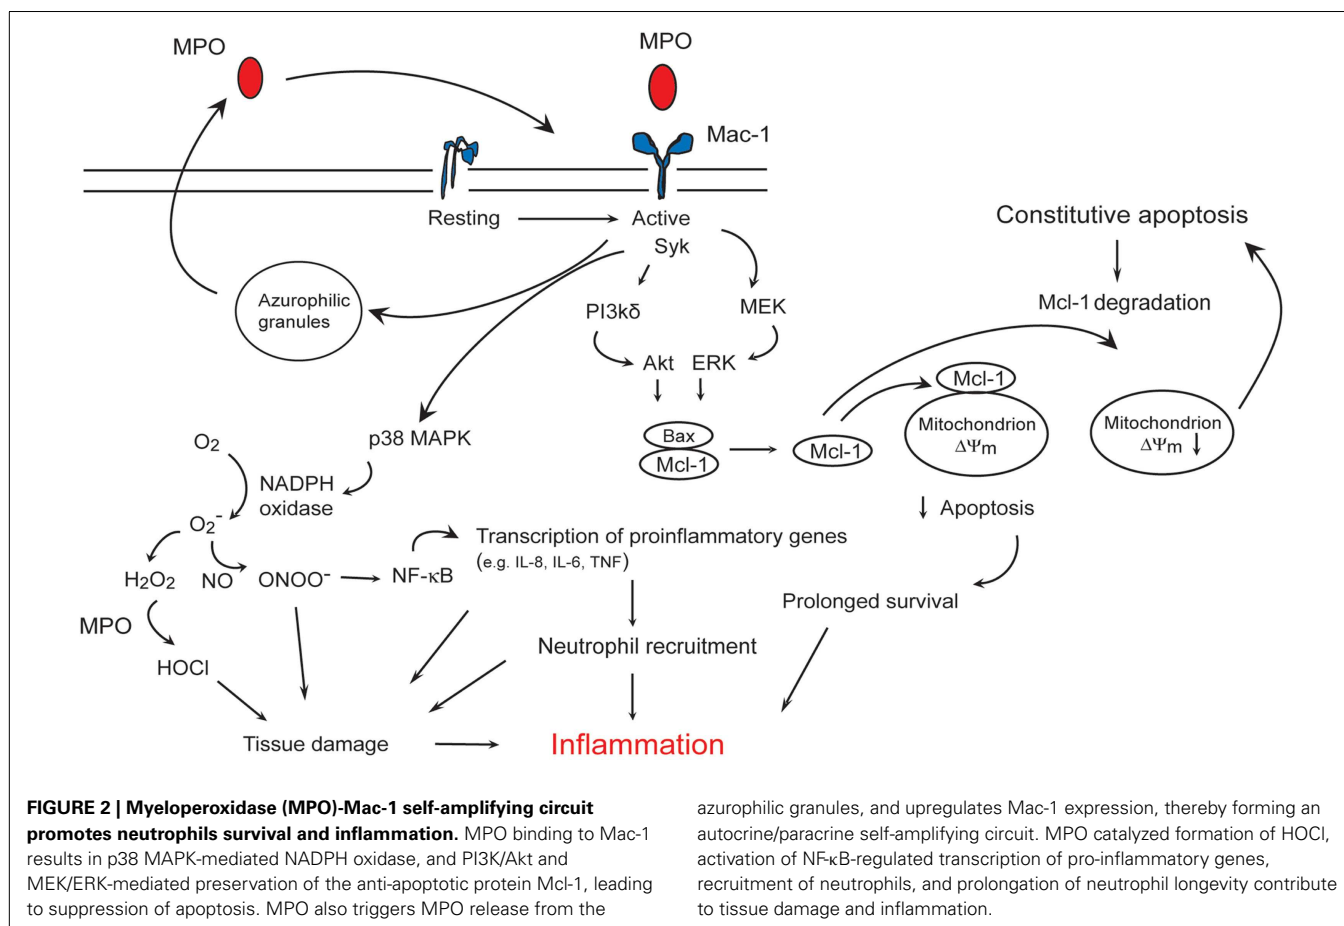 MPO
MPO
Mac-1
Resting
Active
Syk
Constitutive apoptosis
Azurophilic
granules
PI3kδ
MEK
Mcl-1 degradation
Akt
ERK
Mcl-1
Mitochondrion
ΔΨm
Mitochondrion
ΔΨm
Bax
Mcl-1
Mcl-1
p38 MAPK
O2
NADPH
oxidase
O2-
Apoptosis
Transcription of proinflammatory genes
(e.g. IL-8, IL-6, TNF)
H2O2
NO
ONOO-
NF-κB
Prolonged survival
MPO
HOCl
Neutrophil recruitment
Tissue damage
Inflammation
FIGURE 2 | Myeloperoxidase (MPO)-Mac-1 self-amplifying circuit
promotes neutrophils survival and inflammation. MPO binding to Mac-1
results in p38 MAPK-mediated NADPH oxidase, and PI3K/Akt and
MEK/ERK-mediated preservation of the anti-apoptotic protein Mcl-1, leading
to suppression of apoptosis. MPO also triggers MPO release from the
azurophilic granules, and upregulates Mac-1 expression, thereby forming an
autocrine/paracrine self-amplifying circuit. MPO catalyzed formation of HOCl,
activation of NF-κB-regulated transcription of pro-inflammatory genes,
recruitment of neutrophils, and prolongation of neutrophil longevity contribute
to tissue damage and inflammation.